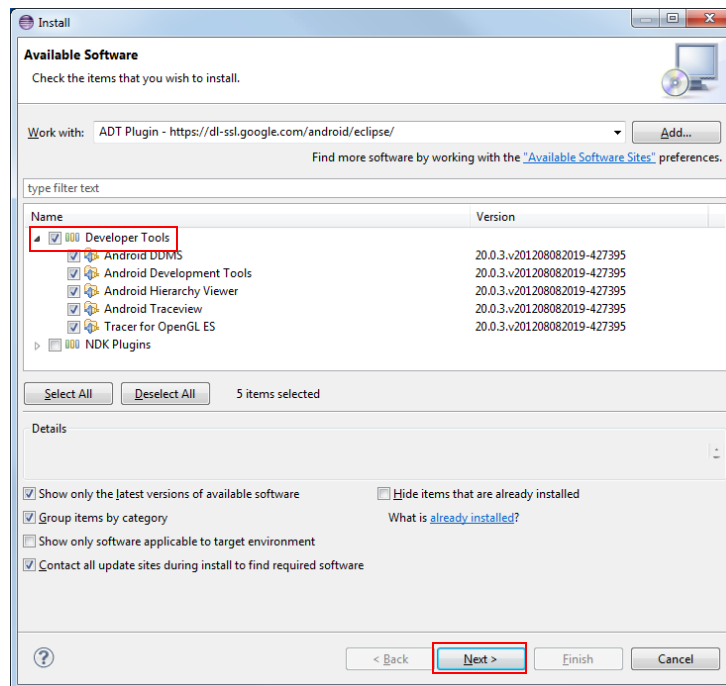 Install
Available Software
Check the items that you wish to install.
Work with: ADT Plugin - https://dl-ssl.google.com/android/eclipse/ Add...
Find more software by working with the "Available Software Sites" preferences.
type filter text
Name Version
Developer Tools
Android DDMS 20.0.3.v201208082019-427395
Android Development Tools 20.0.3.v201208082019-427395
Android Hierarchy Viewer 20.0.3.v201208082019-427395
Android Traceview 20.0.3.v201208082019-427395
Tracer for OpenGL ES 20.0.3.v201208082019-427395
NDK Plugins
Select All Deselect All 5 items selected
Details
Show only the latest versions of available software Hide items that are already installed
Group items by category What is already installed?
Show only software applicable to target environment
Contact all update sites during install to find required software
? < Back Next > Finish Cancel